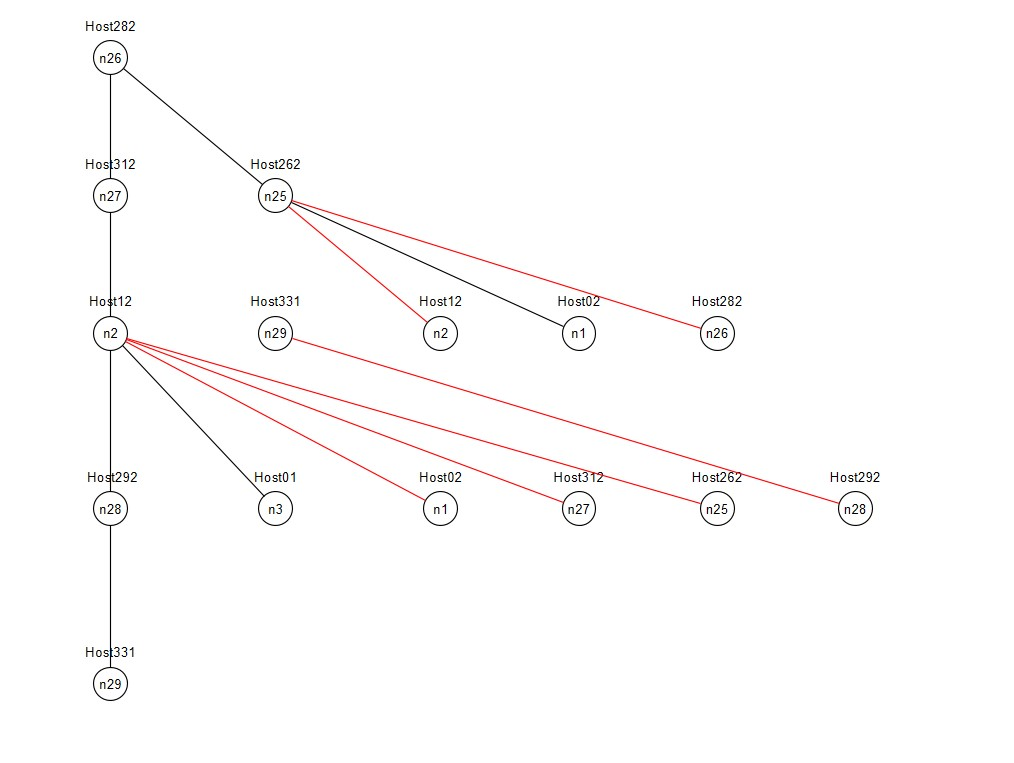 Host282
n26
Host312 Host262
n27 n25
Host12 Host331 Host12 Host02 Host282
n2 n29 n2 n1 n26
Host292 Host01 Host02 Host312 Host262 Host292
n28 n3 n1 n27 n25 n28
Host331
n29